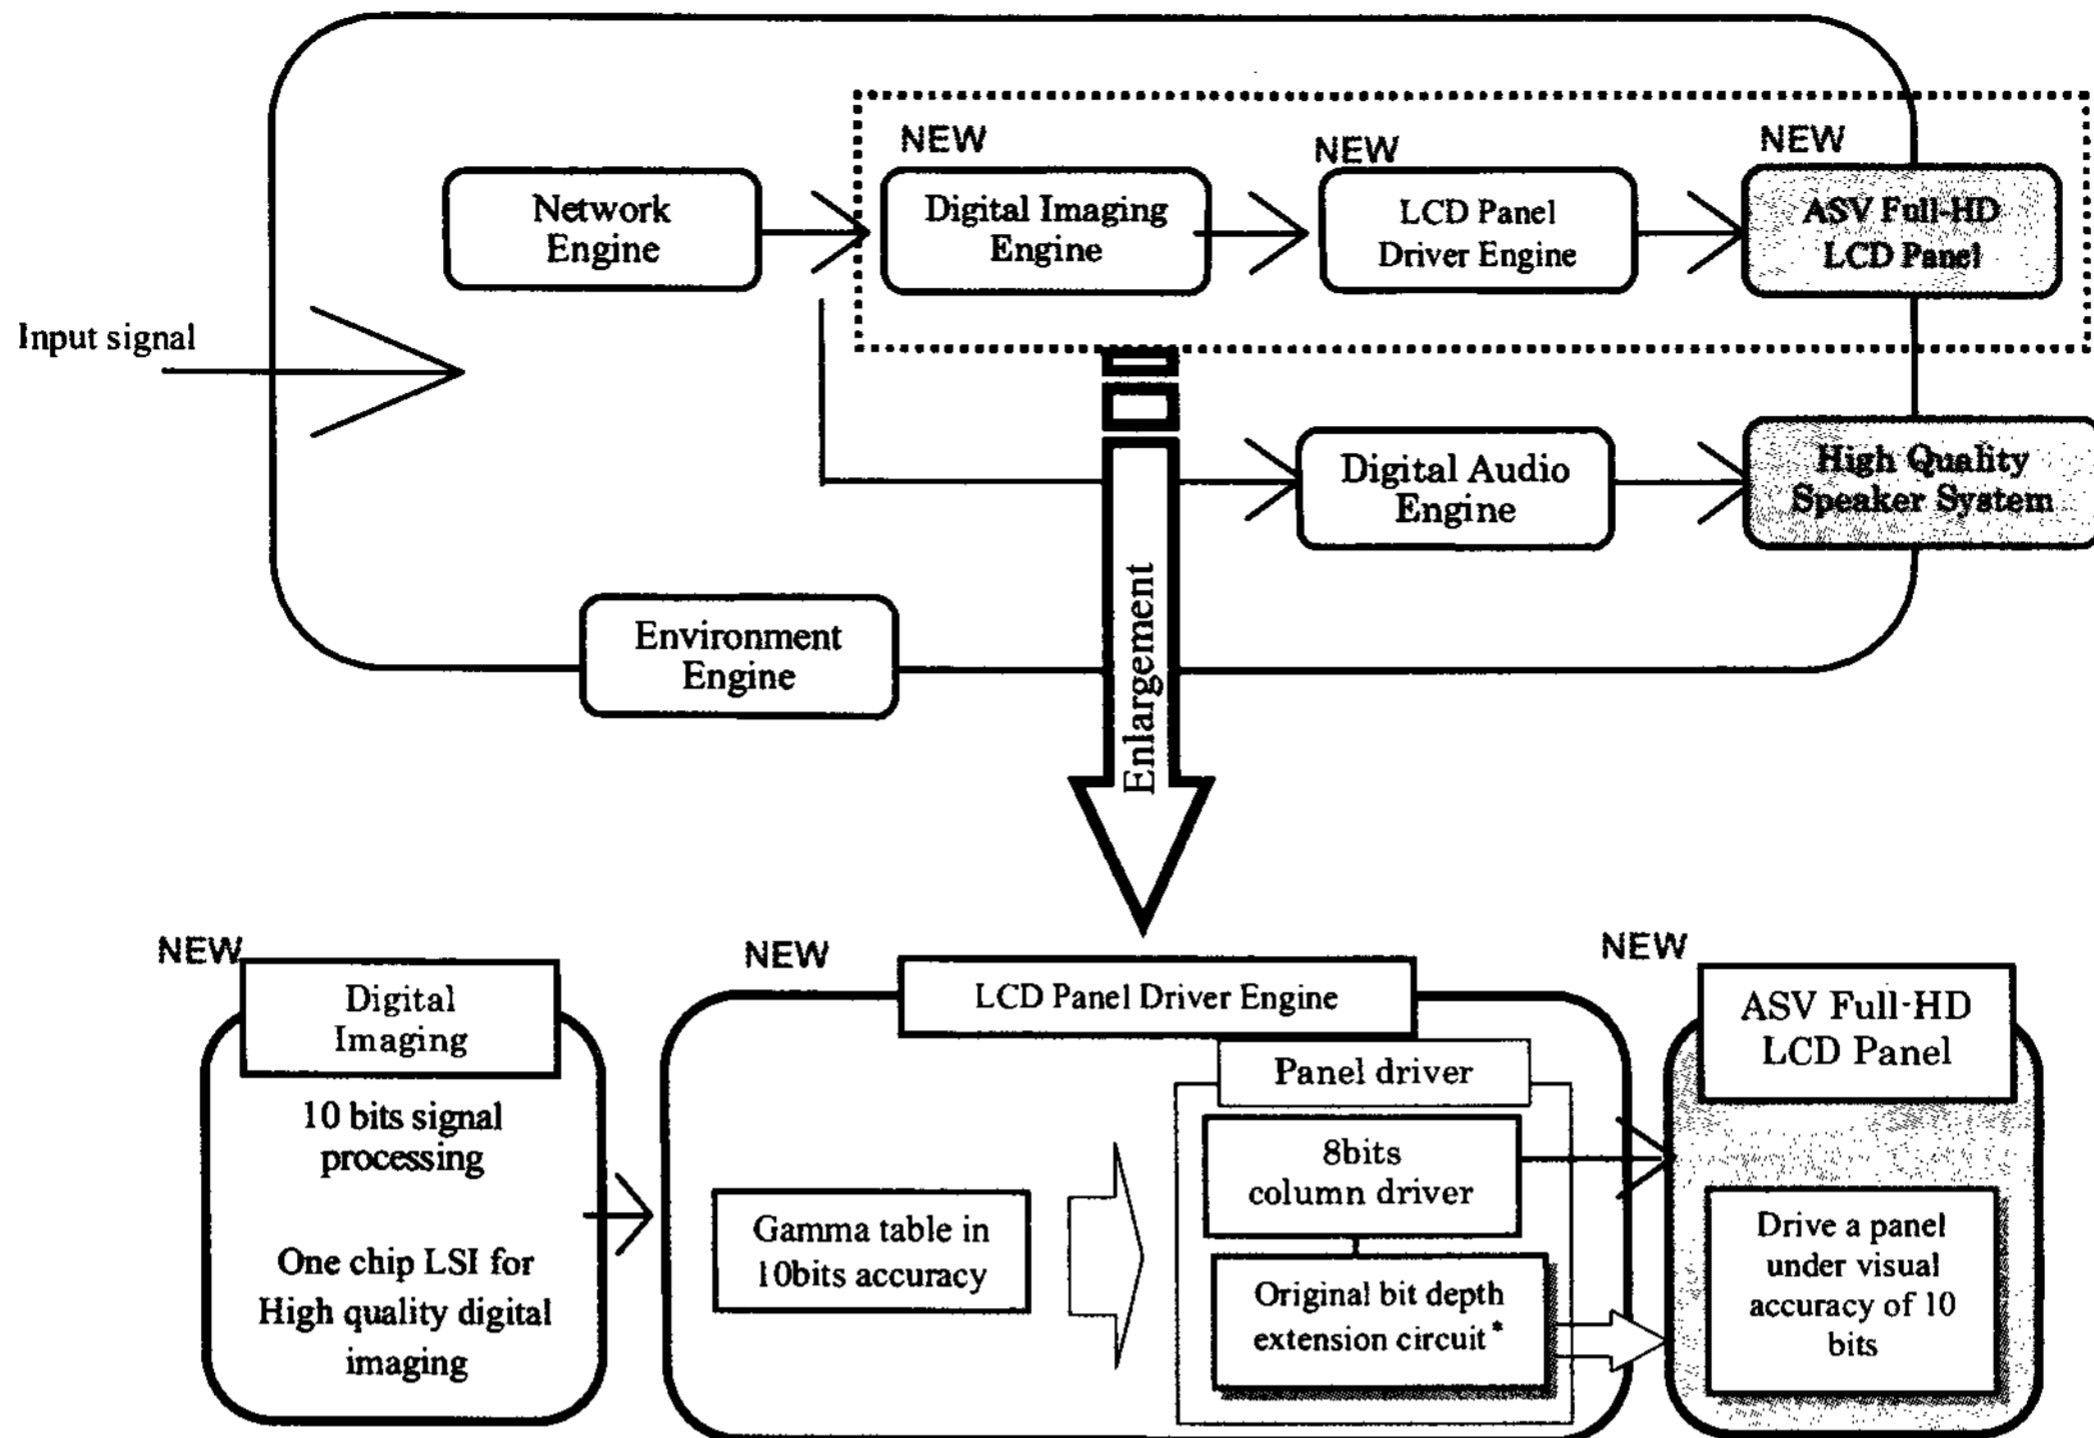 NEW
NEW
NEW
Network
Engine
Digital Imaging
Engine
LCD Panel
Driver Engine
ASV Full-HD
LCD Panel
Input signal
Digital Audio
Engine
High Quality
Speaker System
Environment
Engine
Enlargement
NEW
Digital
Imaging
10 bits signal
processing
One chip LSI for
High quality digital
imaging
NEW
LCD Panel Driver Engine
Panel driver
8bits
column driver
Gamma table in
10bits accuracy
Original bit depth
extension circuit*
NEW
ASV Full-HD
LCD Panel
Drive a panel
under visual
accuracy of 10
bits